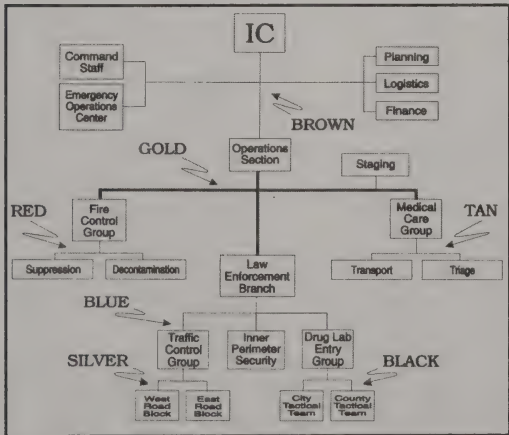 IC
Command
Staff
Emergency
Operations
Center
Planning
Logistics
Finance
BROWN
GOLD
Operations
Section
Staging
RED
Fire
Control
Group
Medical
Care
Group
TAN
Suppression
Decontamination
Law
Enforcement
Branch
Transport
Triage
BLUE
Traffic
Control
Group
Inner
Perimeter
Security
Drug Lab
Entry
Group
SILVER
BLACK
West
Road
Block
East
Road
Block
City
Tactical
Team
County
Tactical
Team